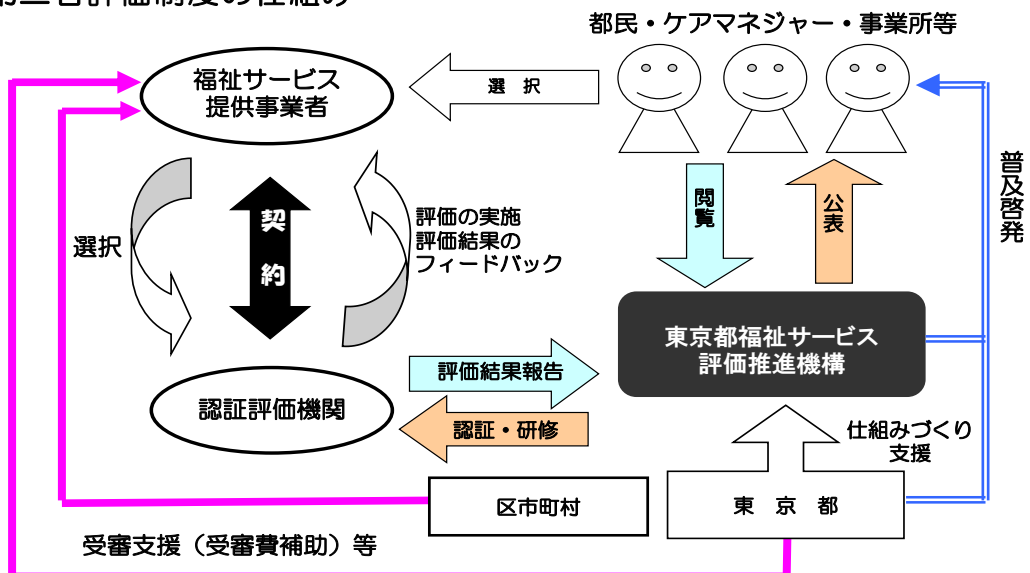 都民・ケアマネジャー・事業所等
福祉サービス
提供事業者
選 択
普及啓発
閲覧
公表
選択
契約
評価の実施
評価結果の
フィードバック
東京都福祉サービス
評価推進機構
評価結果報告
認証評価機関
認証・研修
仕組みづくり
支援
区市町村
東 京 都
受審支援（受審費補助）等